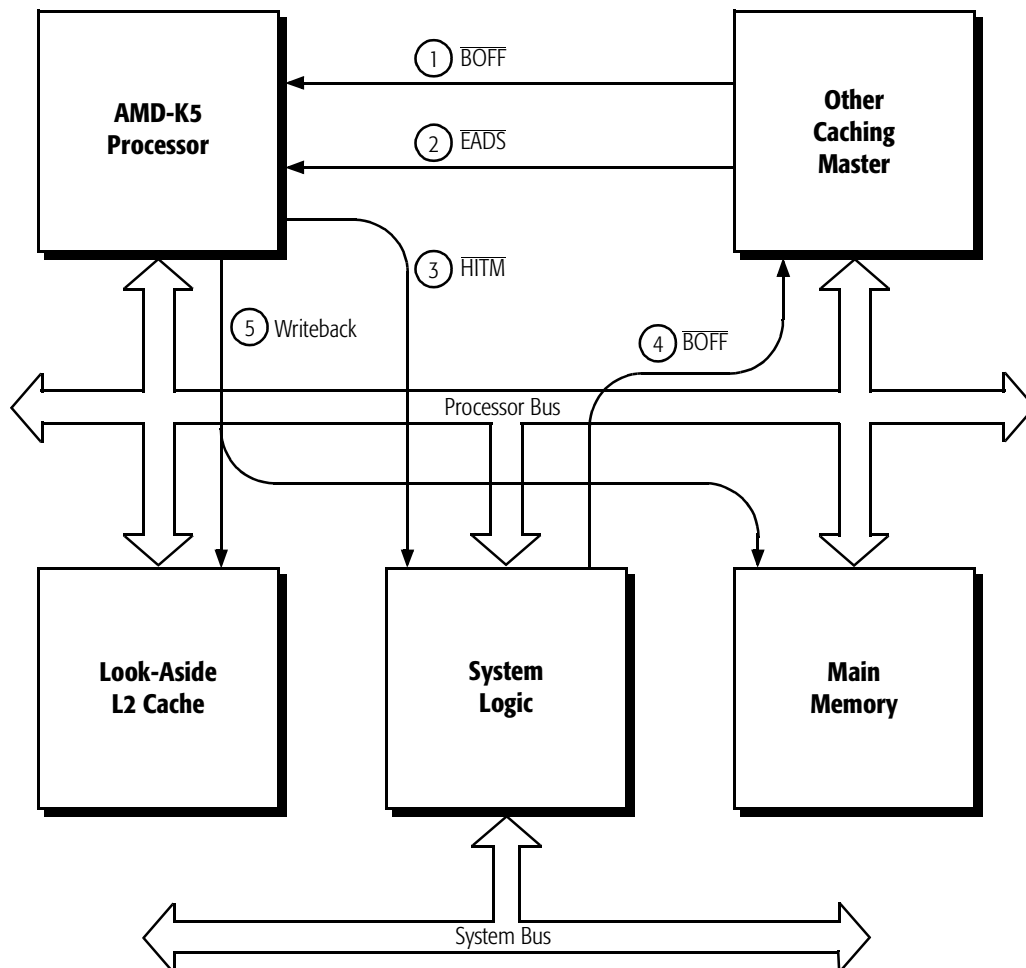 AMD-K5
Processor
1 BOFF
2 EADS
Other
Caching
Master
3 HITM
5 Writeback
4 BOFF
Processor Bus
Look-Aside
L2 Cache
System
Logic
Main
Memory
System Bus